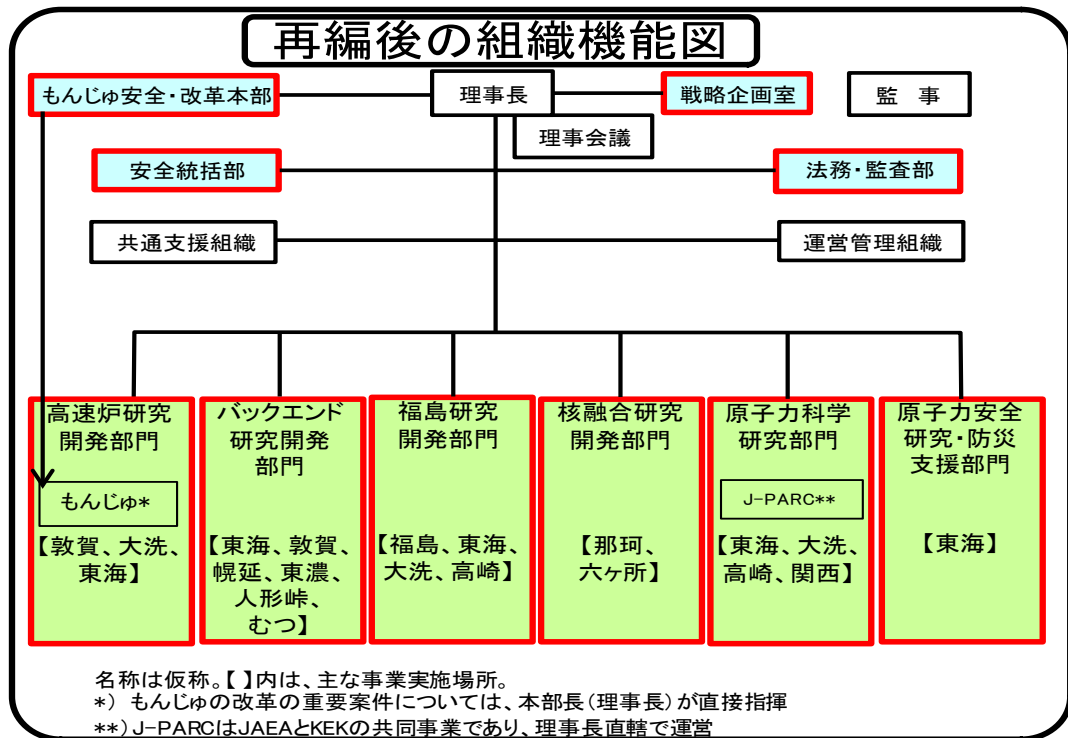 再編後の組織機能図
もんじゅ安全・改革本部
理事長
戦略企画室
監 事
理事会議
安全統括部
法務・監査部
共通支援組織
運営管理組織
高速炉研究
開発部門
もんじゅ*
【敦賀、大洗、
東海】
バックエンド
研究開発
部門
【東海、敦賀、
幌延、東濃、
人形峠、
むつ】
福島研究
開発部門
【福島、東海、
大洗、高崎】
核融合研究
開発部門
【那珂、
六ヶ所】
原子力科学
研究部門
J-PARC**
【東海、大洗、
高崎、関西】
原子力安全
研究・防災
支援部門
【東海】
名称は仮称。【 】内は、主な事業実施場所。
*） もんじゅの改革の重要案件については、本部長（理事長）が直接指揮
**）J-PARCはJAEAとKEKの共同事業であり、理事長直轄で運営